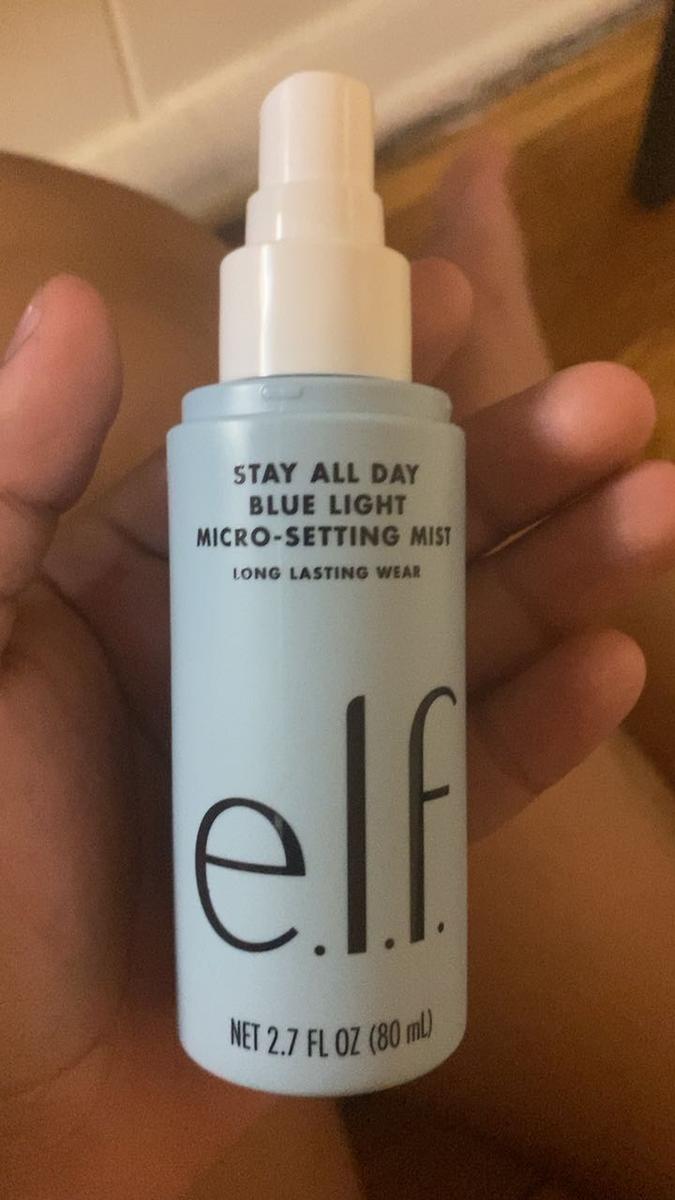 STAY ALL DAY
BLUE LIGHT
MICRO-SETTING MIST
LONG LASTING WEAR
e.l.f.
NET 2.7 FL OZ (80 mL)